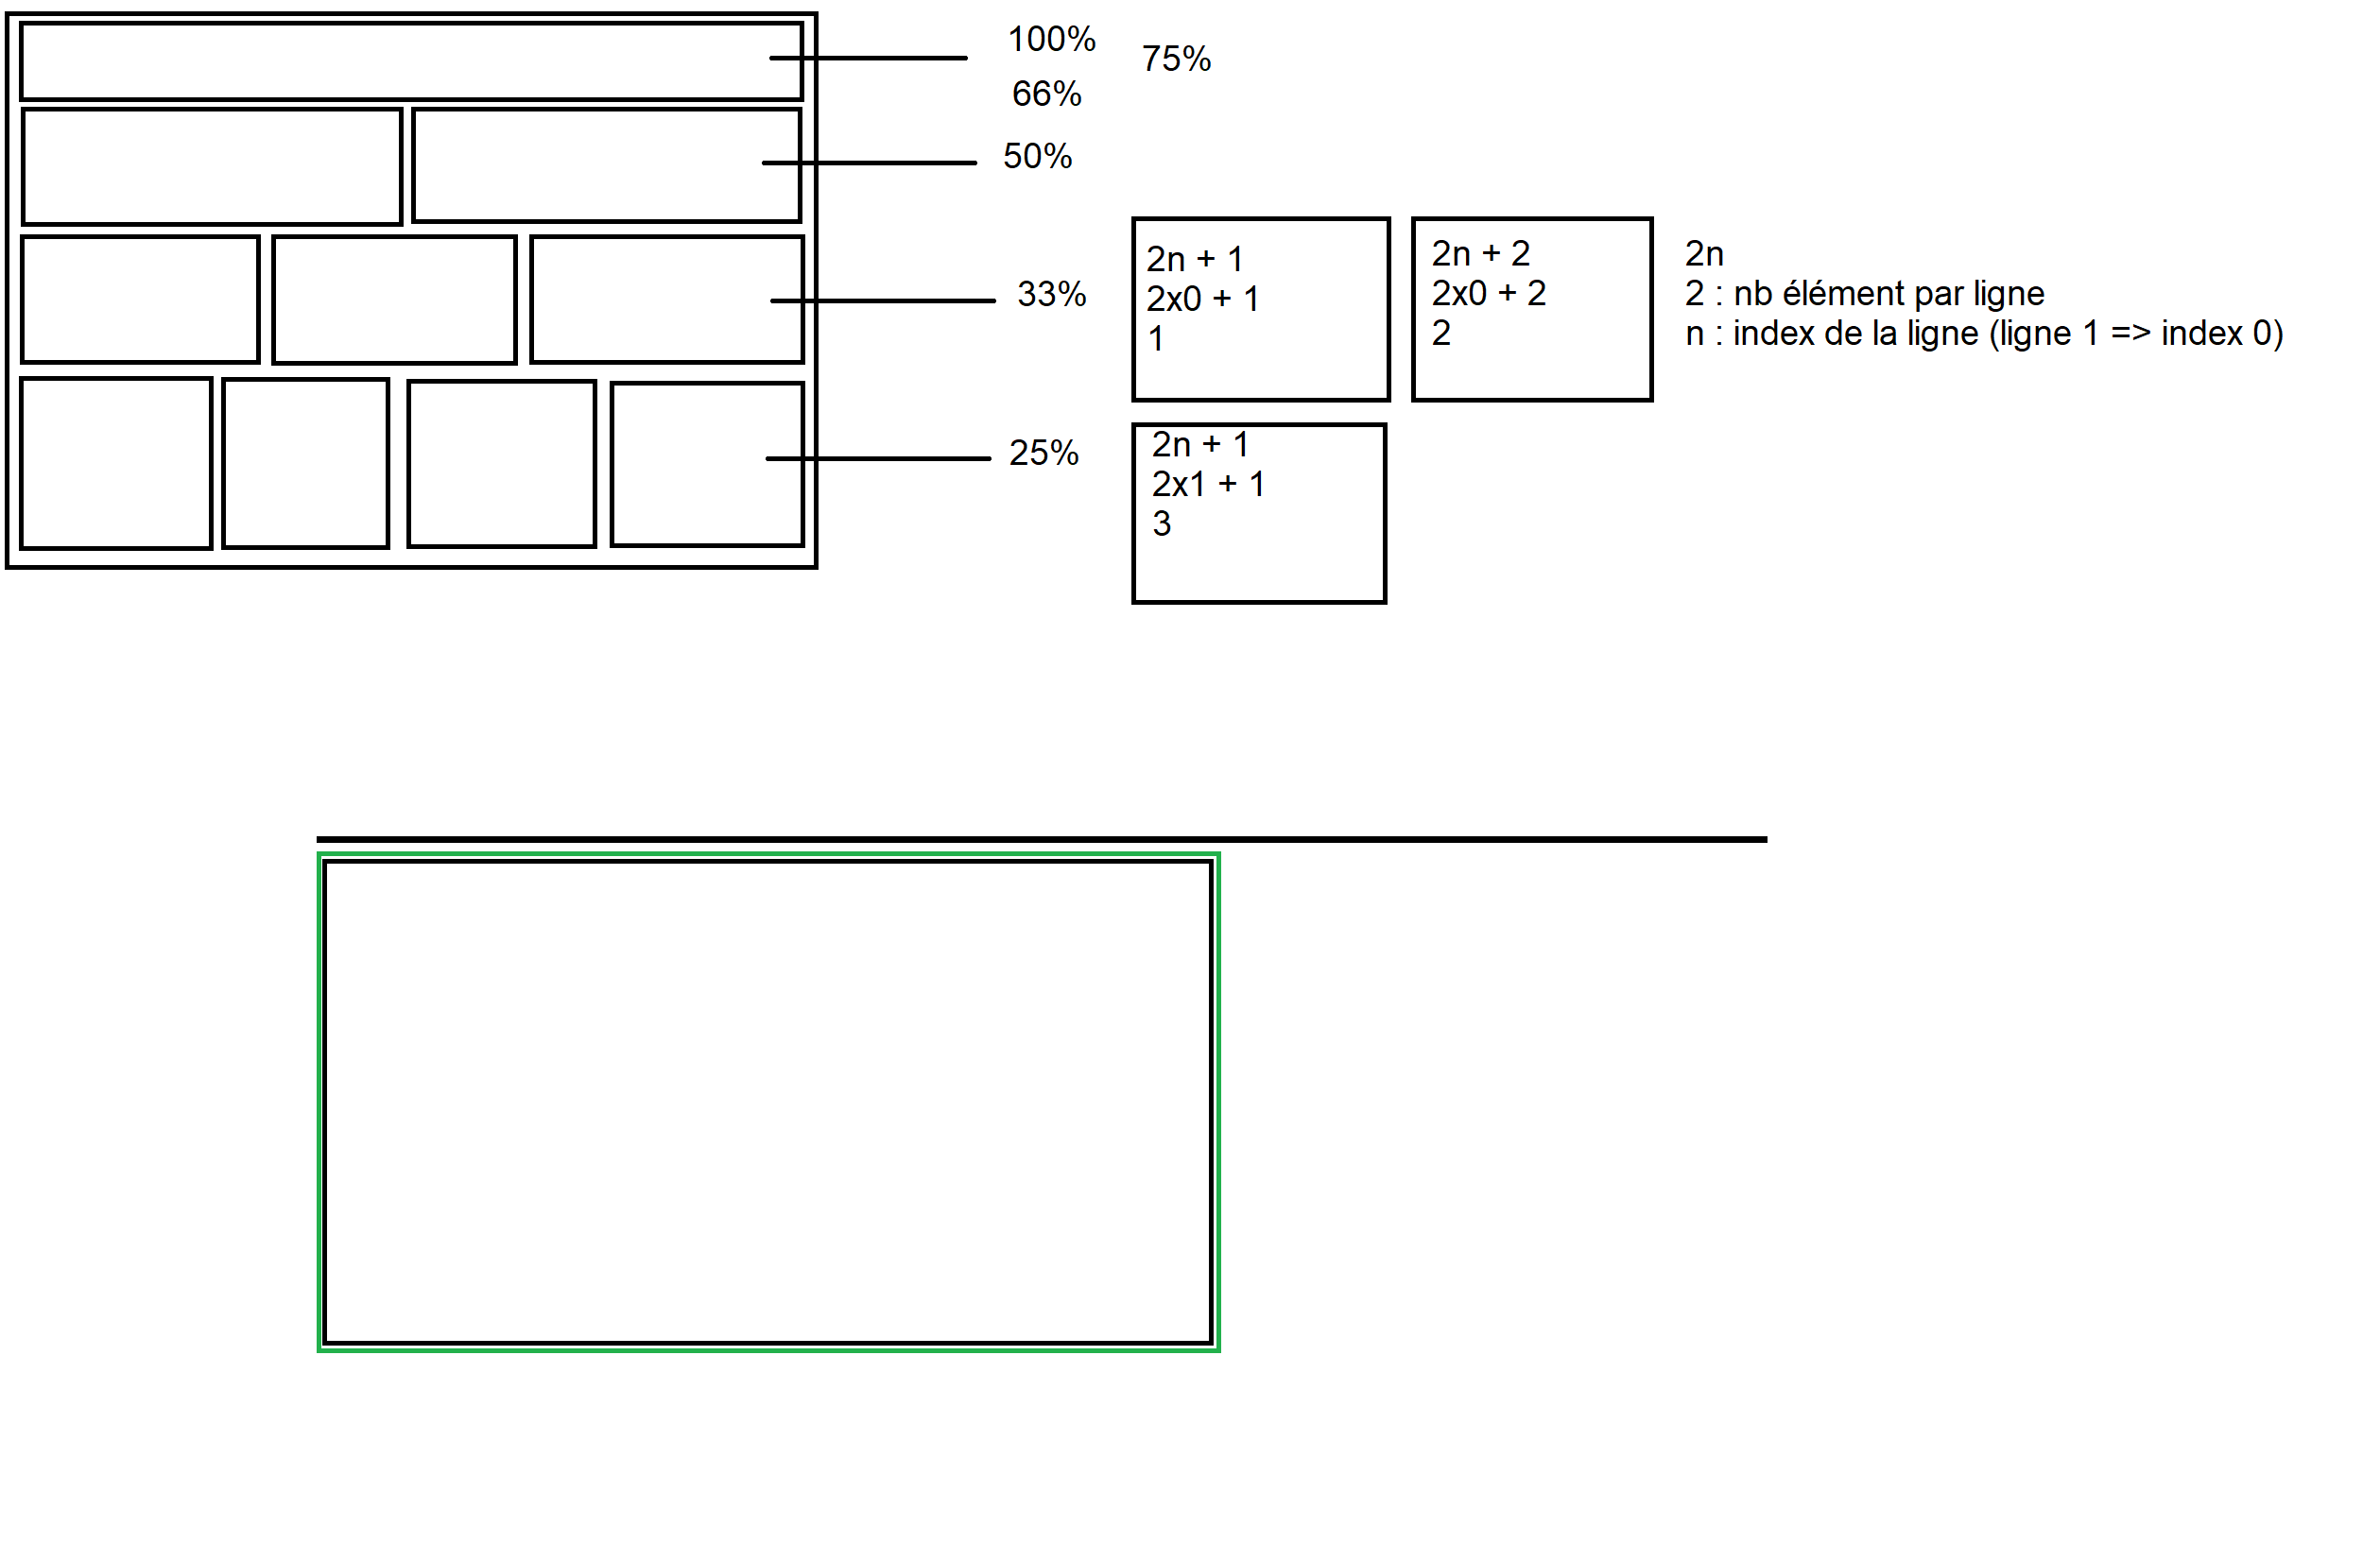 100%
75%
66%
50%
33%
25%
2n + 1
2x0 + 1
1
2n + 2
2x0 + 2
2
2n
2 : nb élément par ligne
n : index de la ligne (ligne 1 => index 0)
2n + 1
2x1 + 1
3